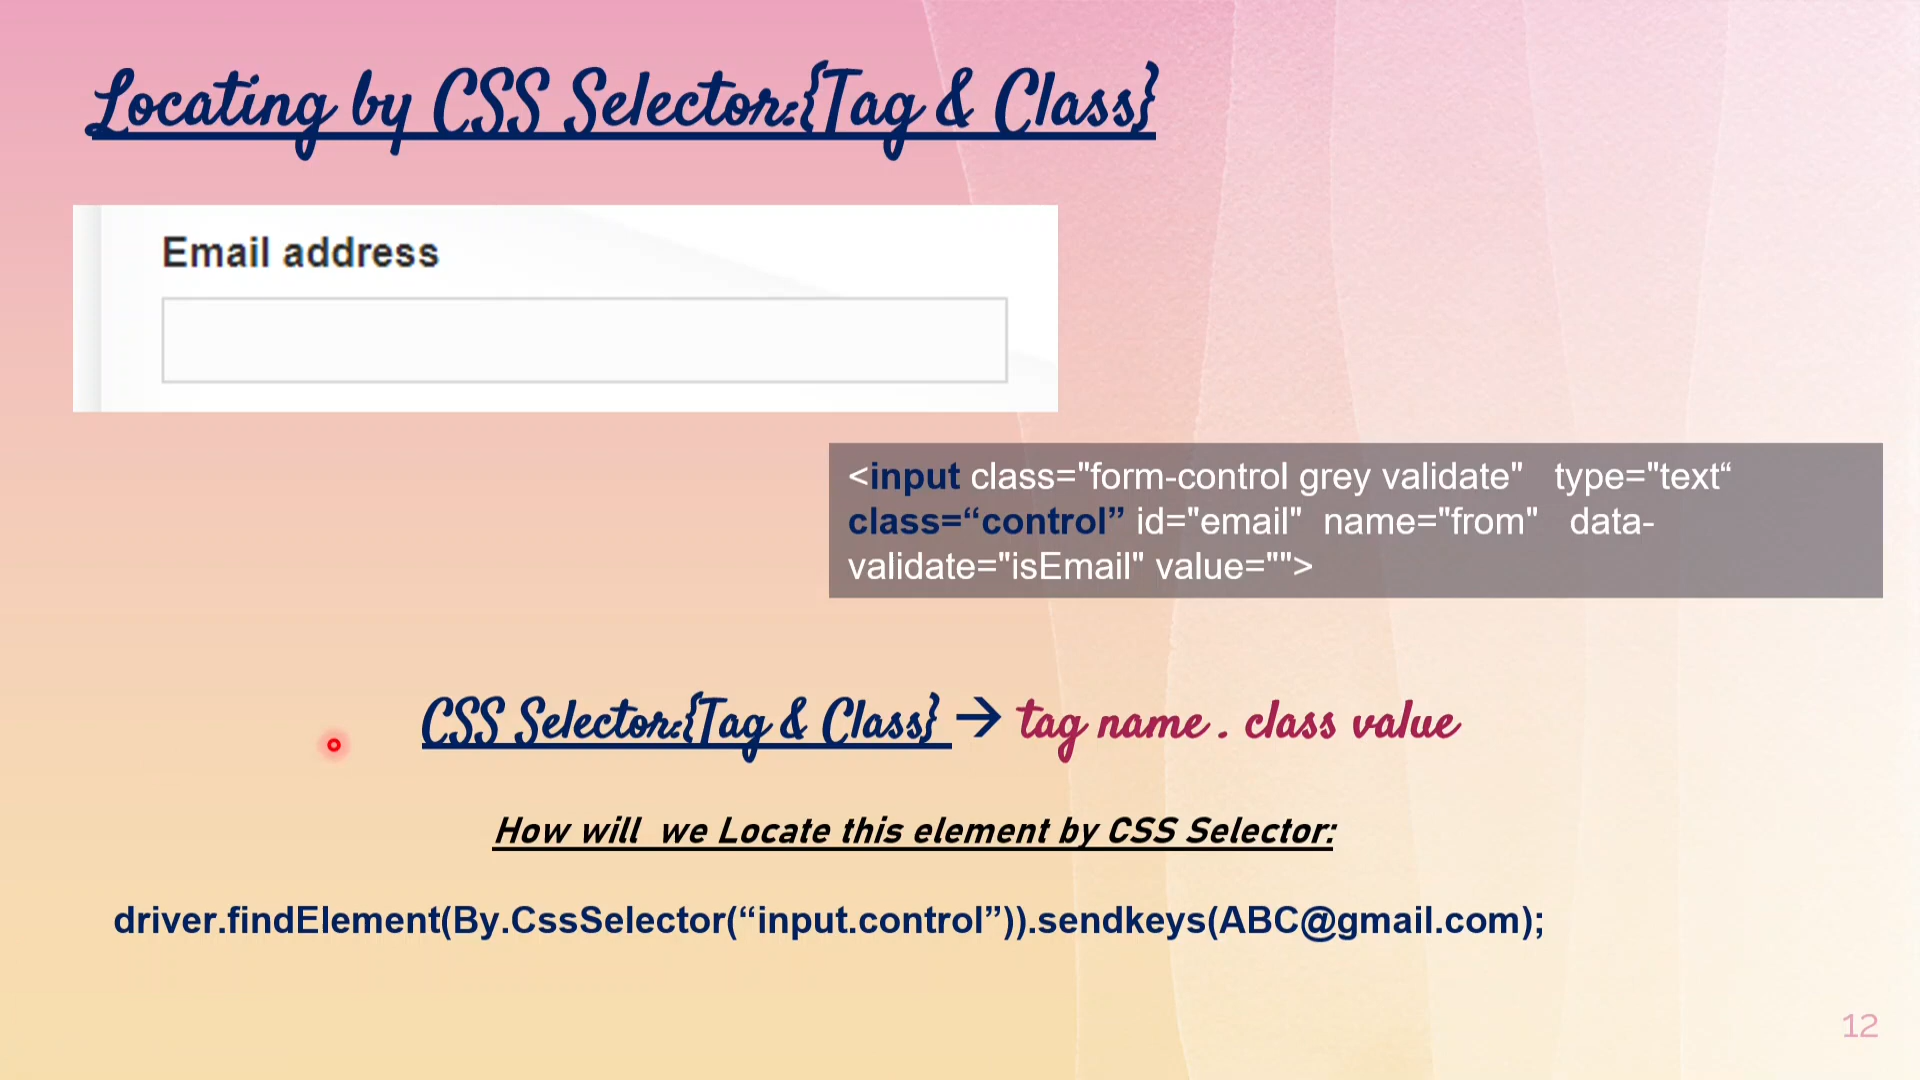 Locating by CSS Selector:{Tag & Class}
Email address
<input class="form-control grey validate" type="text“
class=“control” id="email" name="from" data-
validate="isEmail" value="">
CSS Selector:{Tag & Class} → tag name . class value
How will we Locate this element by CSS Selector:
driver.findElement(By.CssSelector(“input.control”)).sendkeys(ABC@gmail.com);
12